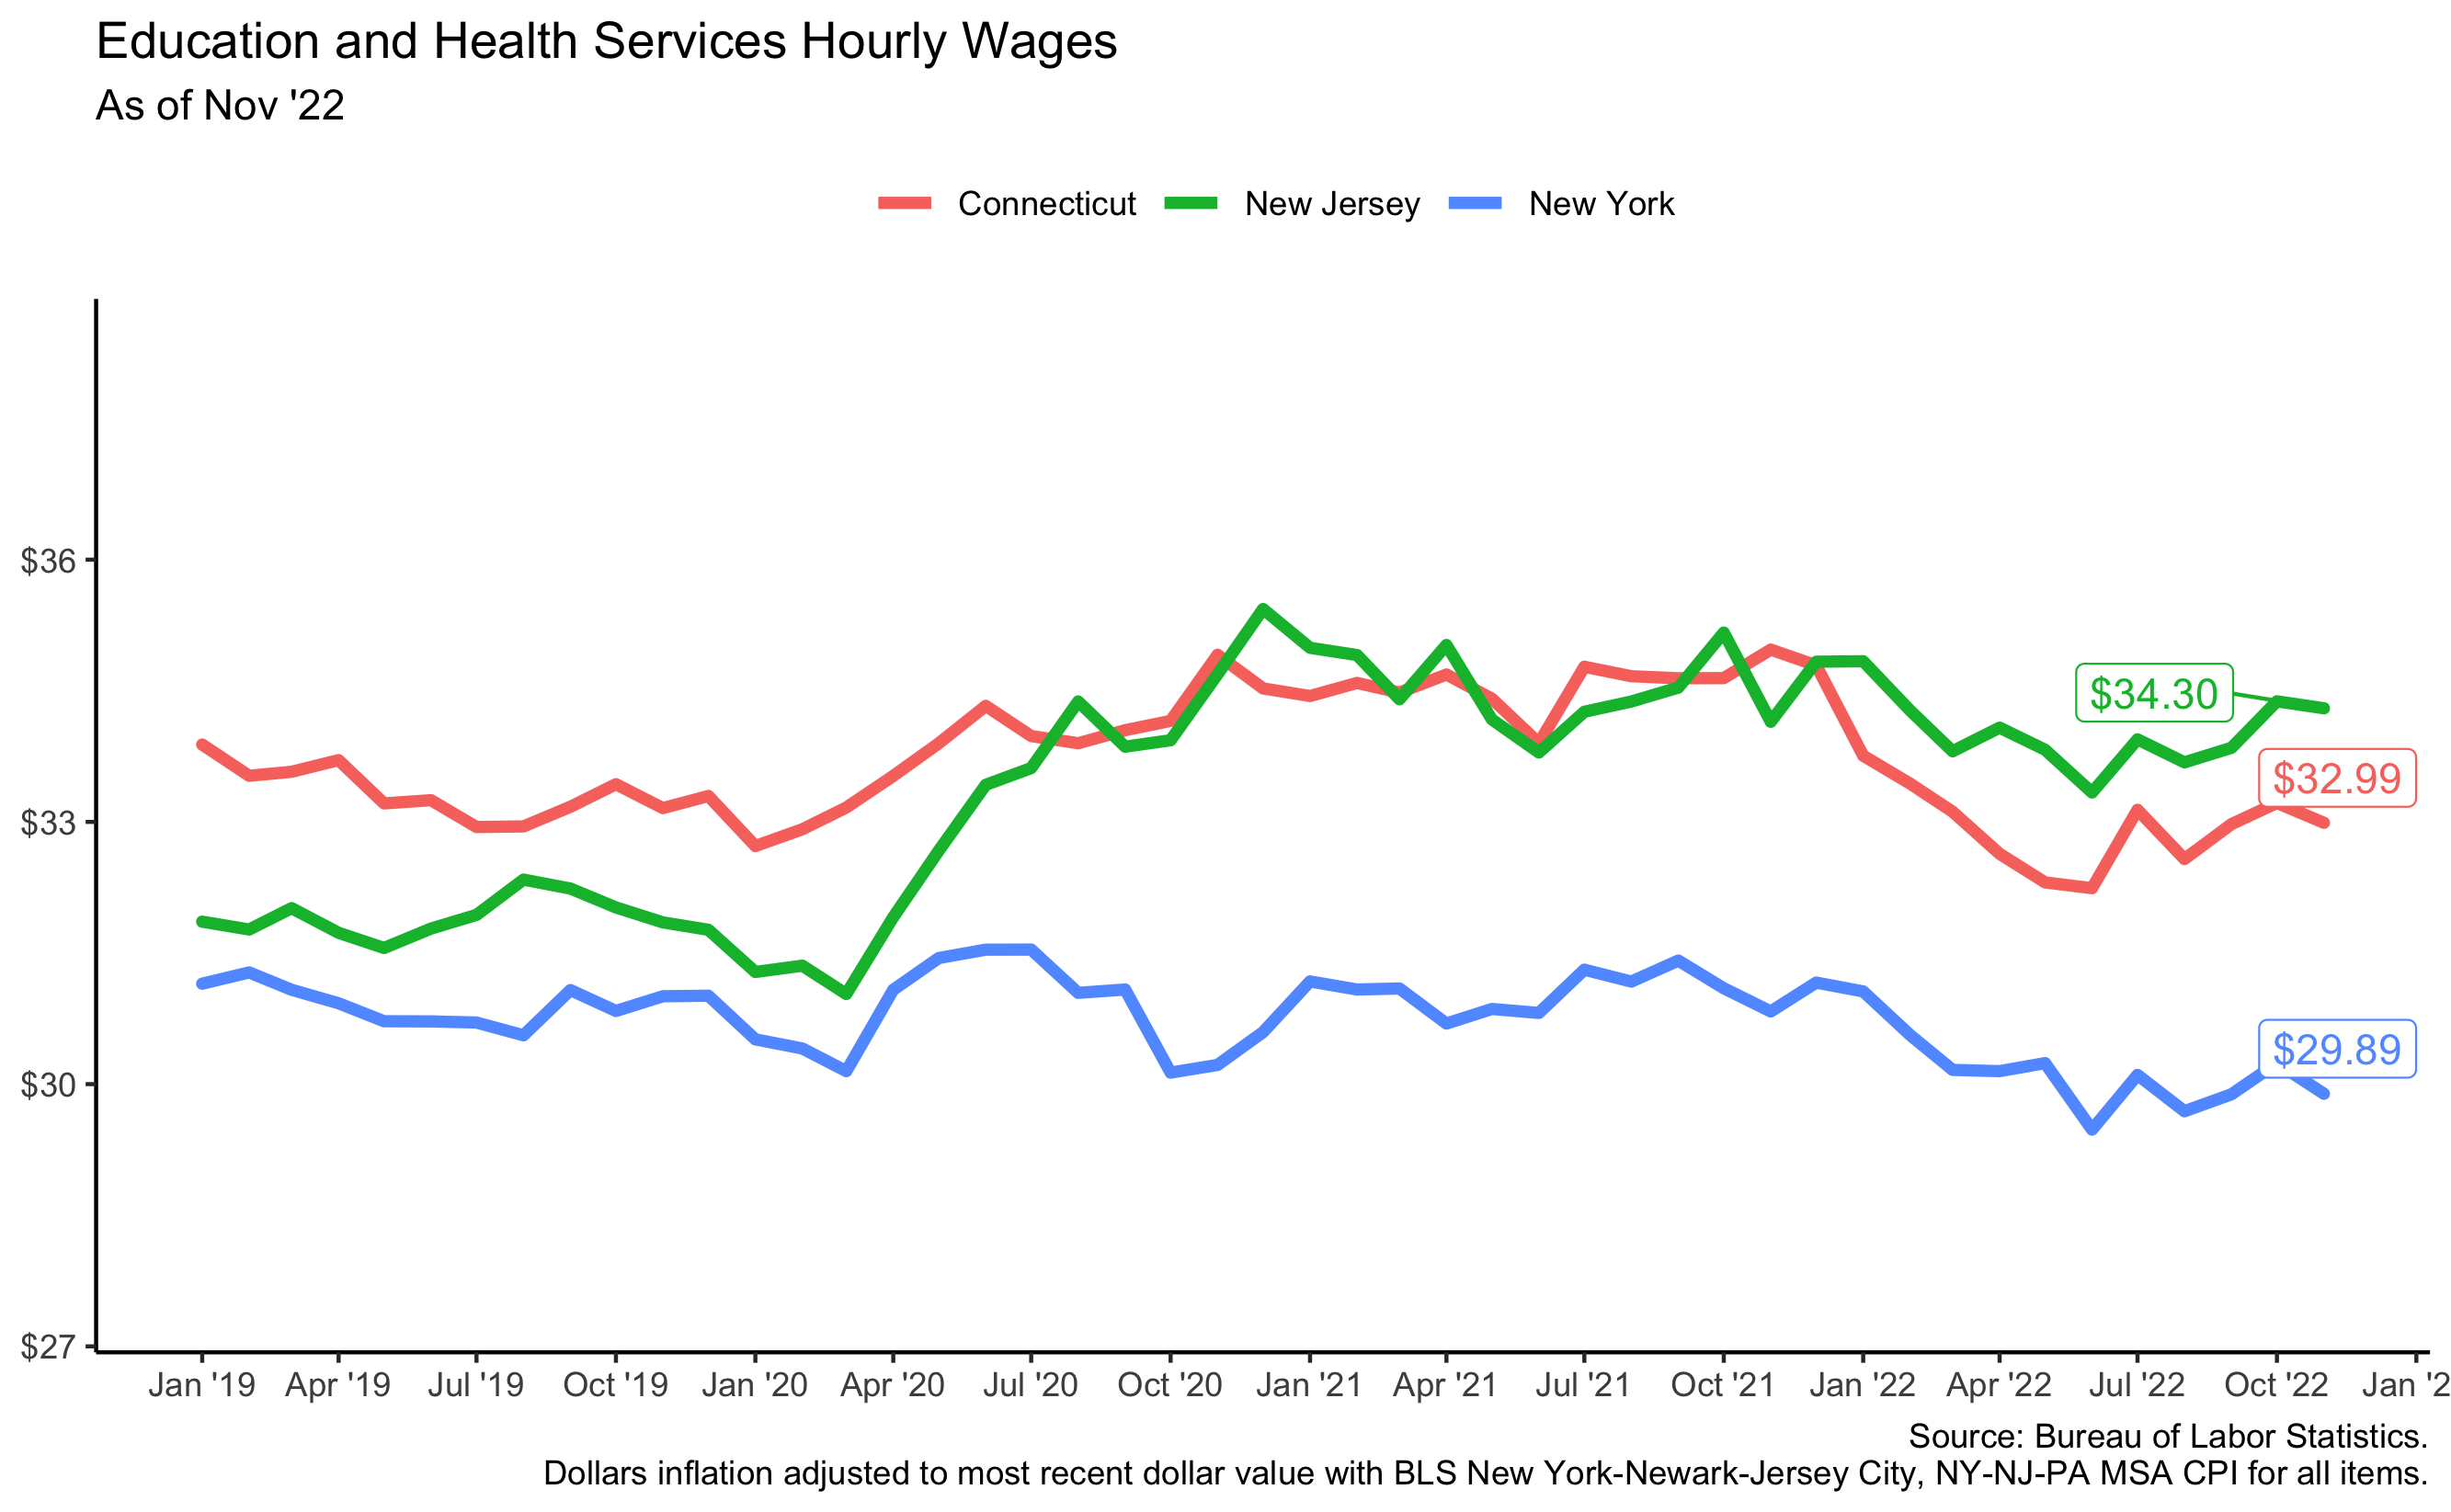 Education and Health Services Hourly Wages
As of Nov '22
Connecticut New Jersey New York
$36
$33
$30
$27
$34.30
$32.99
$29.89
Jan '19 Apr '19 Jul '19 Oct '19 Jan '20 Apr '20 Jul '20 Oct '20 Jan '21 Apr '21 Jul '21 Oct '21 Jan '22 Apr '22 Jul '22 Oct '22 Jan '2
Source: Bureau of Labor Statistics.
Dollars inflation adjusted to most recent dollar value with BLS New York-Newark-Jersey City, NY-NJ-PA MSA CPI for all items.